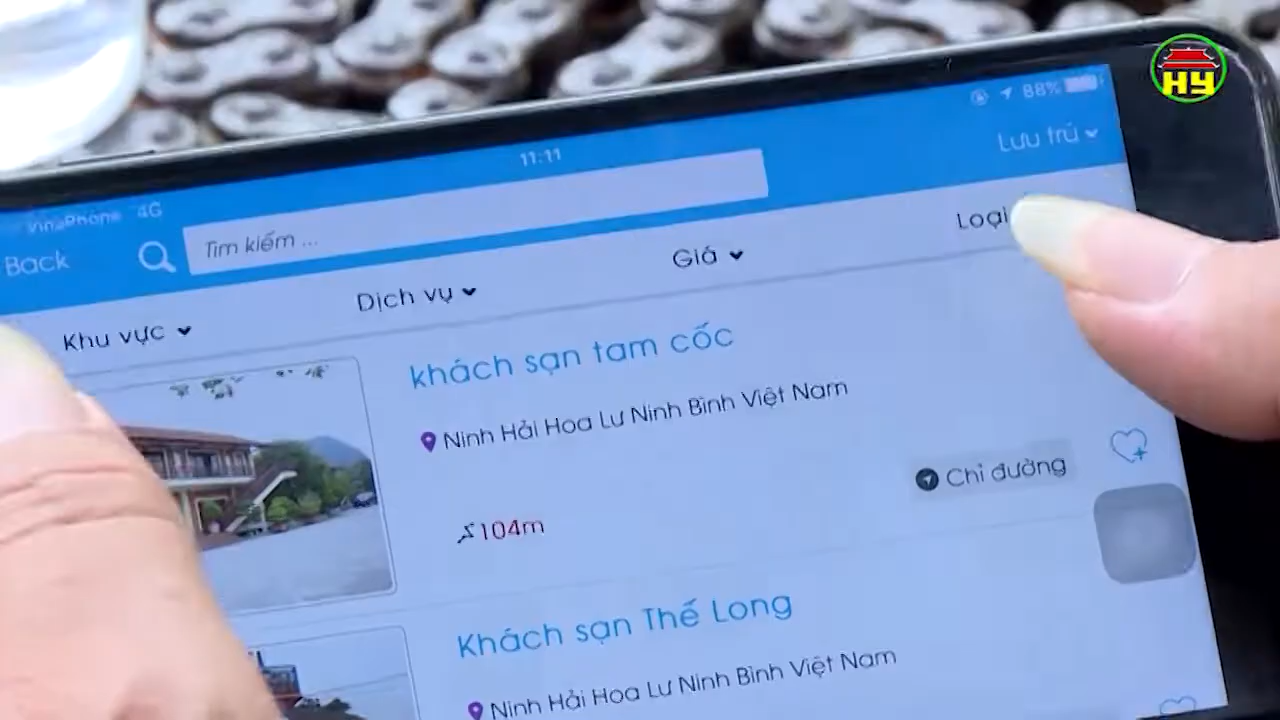 HY
VinaPhone 4G
11:11
88%
Back
Tìm kiếm ...
Lưu trú
Khu vực
Dịch vụ
Giá
Loại
khách sạn tam cốc
Ninh Hải Hoa Lư Ninh Bình Việt Nam
Chỉ đường
104m
Khách sạn Thế Long
Ninh Hải Hoa Lư Ninh Bình Việt Nam